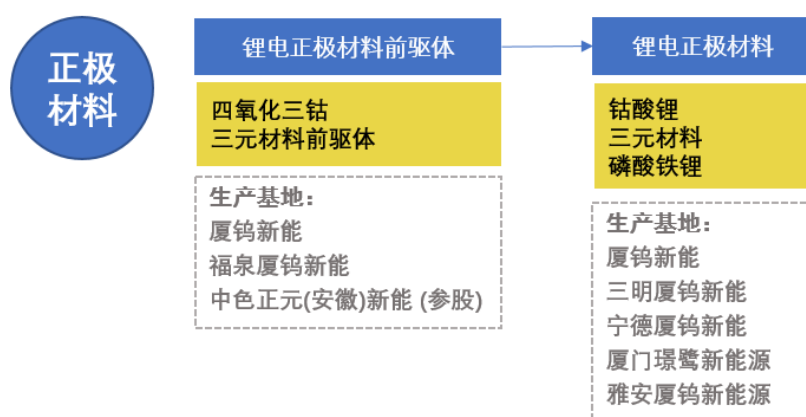 正极
材料
锂电正极材料前驱体
四氧化三钴
三元材料前驱体
生产基地：
厦钨新能
福泉厦钨新能
中色正元(安徽)新能 (参股)
锂电正极材料
钴酸锂
三元材料
磷酸铁锂
生产基地：
厦钨新能
三明厦钨新能
宁德厦钨新能
厦门璟鹭新能源
雅安厦钨新能源